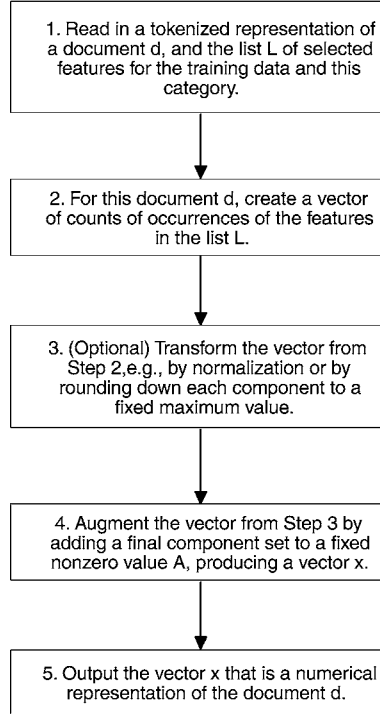 1. Read in a tokenized representation of
a document d, and the list L of selected
features for the training data and this
category.
2. For this document d, create a vector
of counts of occurrences of the features
in the list L.
3. (Optional) Transform the vector from
Step 2,e.g., by normalization or by
rounding down each component to a
fixed maximum value.
4. Augment the vector from Step 3 by
adding a final component set to a fixed
nonzero value A, producing a vector x.
5. Output the vector x that is a numerical
representation of the document d.